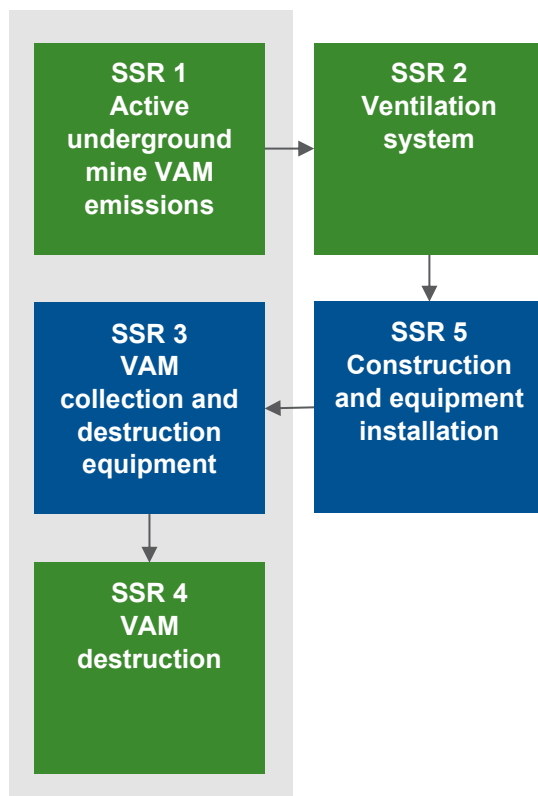 SSR 1
Active
underground
mine VAM
emissions
SSR 2
Ventilation
system
SSR 3
VAM
collection and
destruction
equipment
SSR 5
Construction
and equipment
installation
SSR 4
VAM
destruction